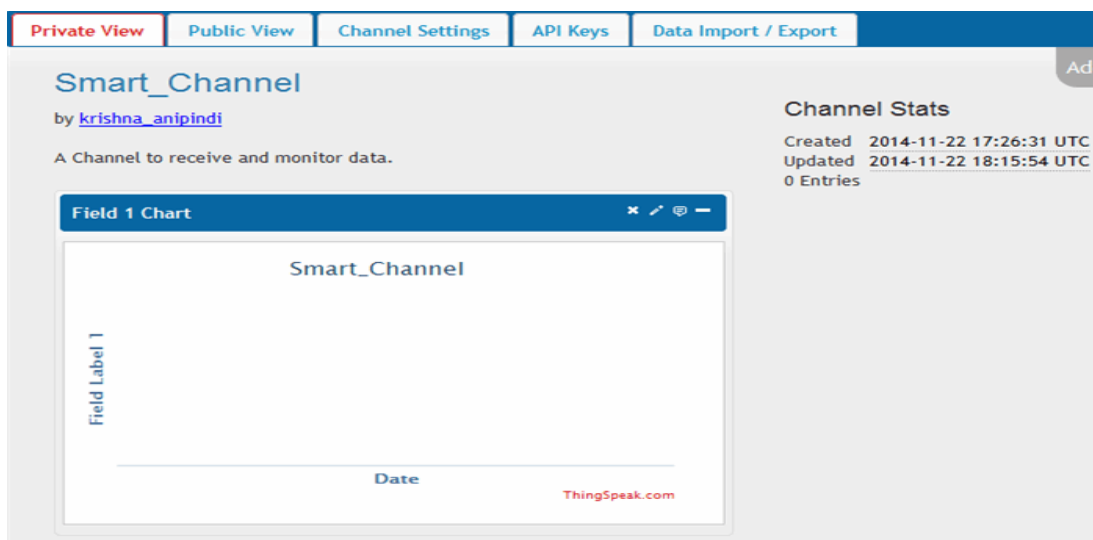 Private View
Public View
Channel Settings
API Keys
Data Import / Export
Smart_Channel
by krishna_anipindi
A Channel to receive and monitor data.
Channel Stats
Created 2014-11-22 17:26:31 UTC
Updated 2014-11-22 18:15:54 UTC
0 Entries
Field 1 Chart
Smart_Channel
Field Label 1
Date
ThingSpeak.com